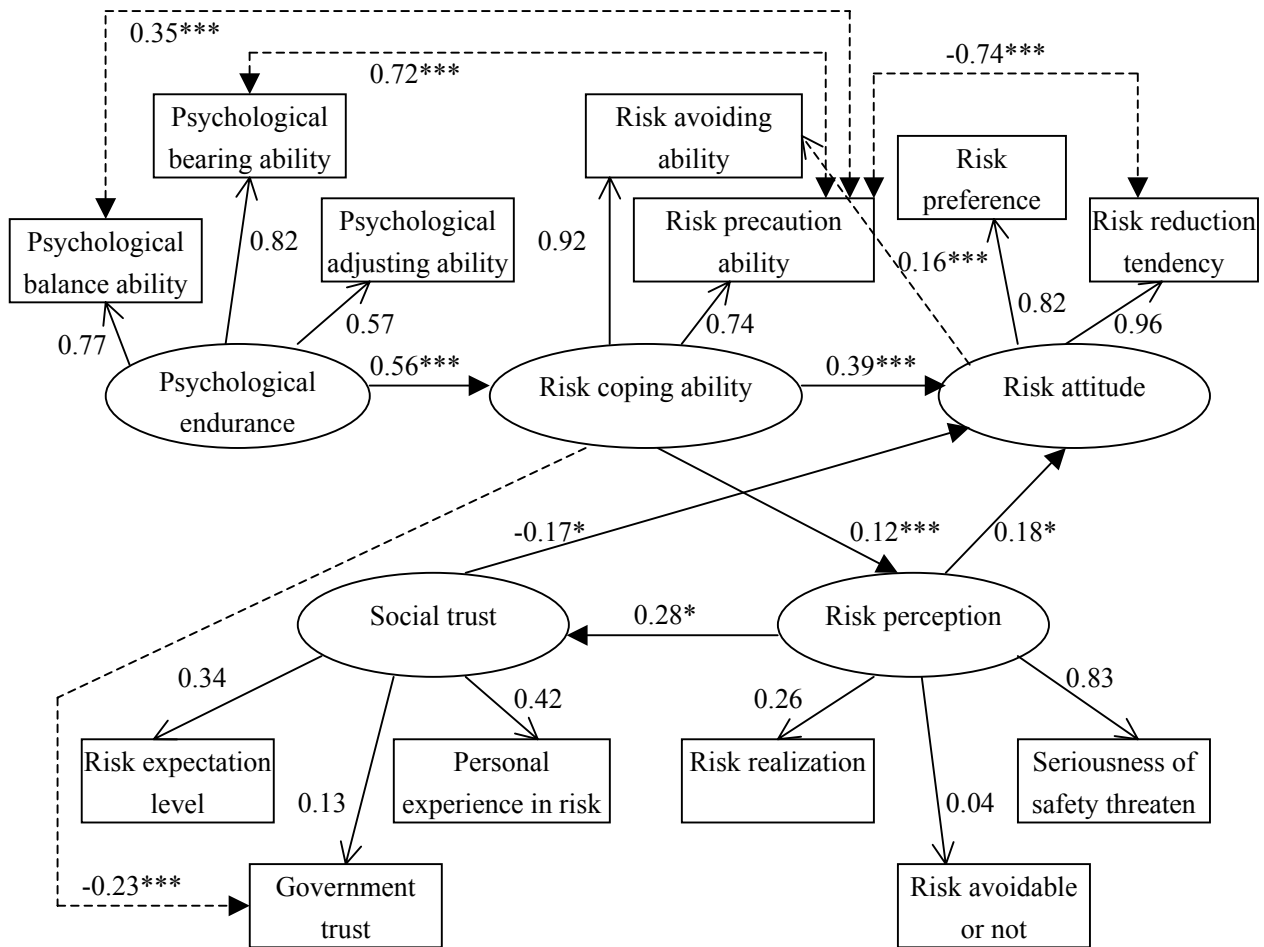 0.35***
-0.74***
0.72***
Psychological
bearing ability
Risk avoiding
ability
Risk
preference
Psychological
balance ability
Psychological
adjusting ability
Risk precaution
ability
Risk reduction
tendency
0.82
0.92
0.16***
0.77
0.57
0.74
0.82
0.96
Psychological
endurance
0.56***
Risk coping ability
0.39***
Risk attitude
-0.17*
0.12***
0.18*
Social trust
0.28*
Risk perception
0.34
0.42
0.26
0.83
Risk expectation
level
Personal
experience in risk
Risk realization
Seriousness of
safety threaten
0.13
0.04
-0.23***
Government
trust
Risk avoidable
or not